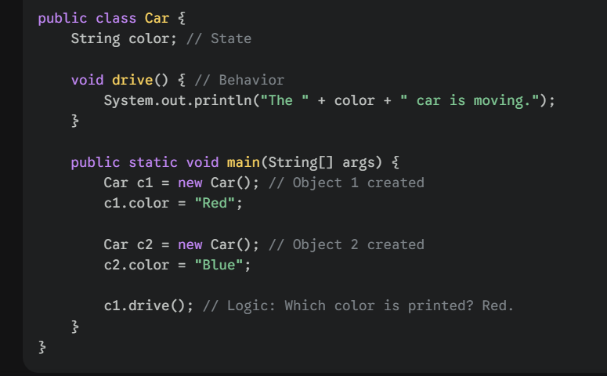 public class Car {
    String color; // State

    void drive() { // Behavior
        System.out.println("The " + color + " car is moving.");
    }

    public static void main(String[] args) {
        Car c1 = new Car(); // Object 1 created
        c1.color = "Red";

        Car c2 = new Car(); // Object 2 created
        c2.color = "Blue";

        c1.drive(); // Logic: Which color is printed? Red.
    }
}